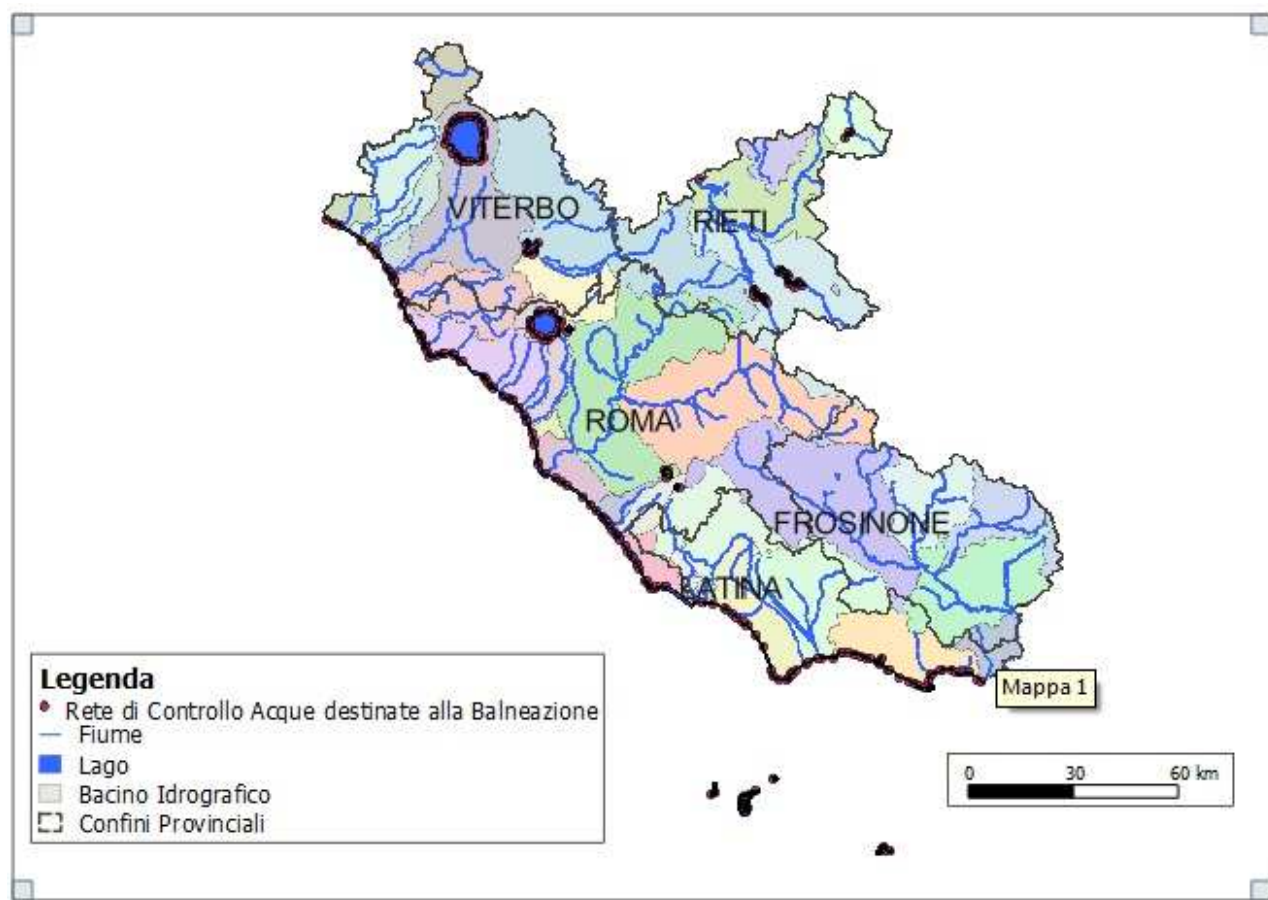 VITERBO
RIETI
ROMA
FROSINONE
LATINA
Mappa 1
Legenda
Rete di Controllo Acque destinate alla Balneazione
Fiume
Lago
Bacino Idrografico
Confini Provinciali
0 30 60 km